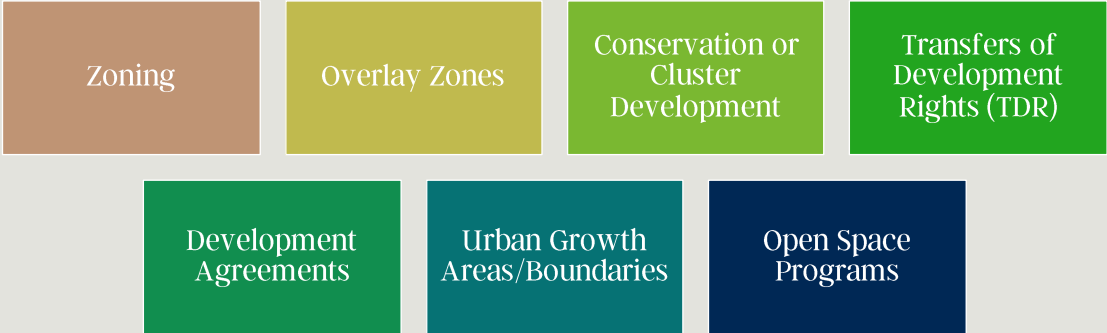 Zoning
Overlay Zones
Conservation or
Cluster
Development
Transfers of
Development
Rights (TDR)
Development
Agreements
Urban Growth
Areas/Boundaries
Open Space
Programs